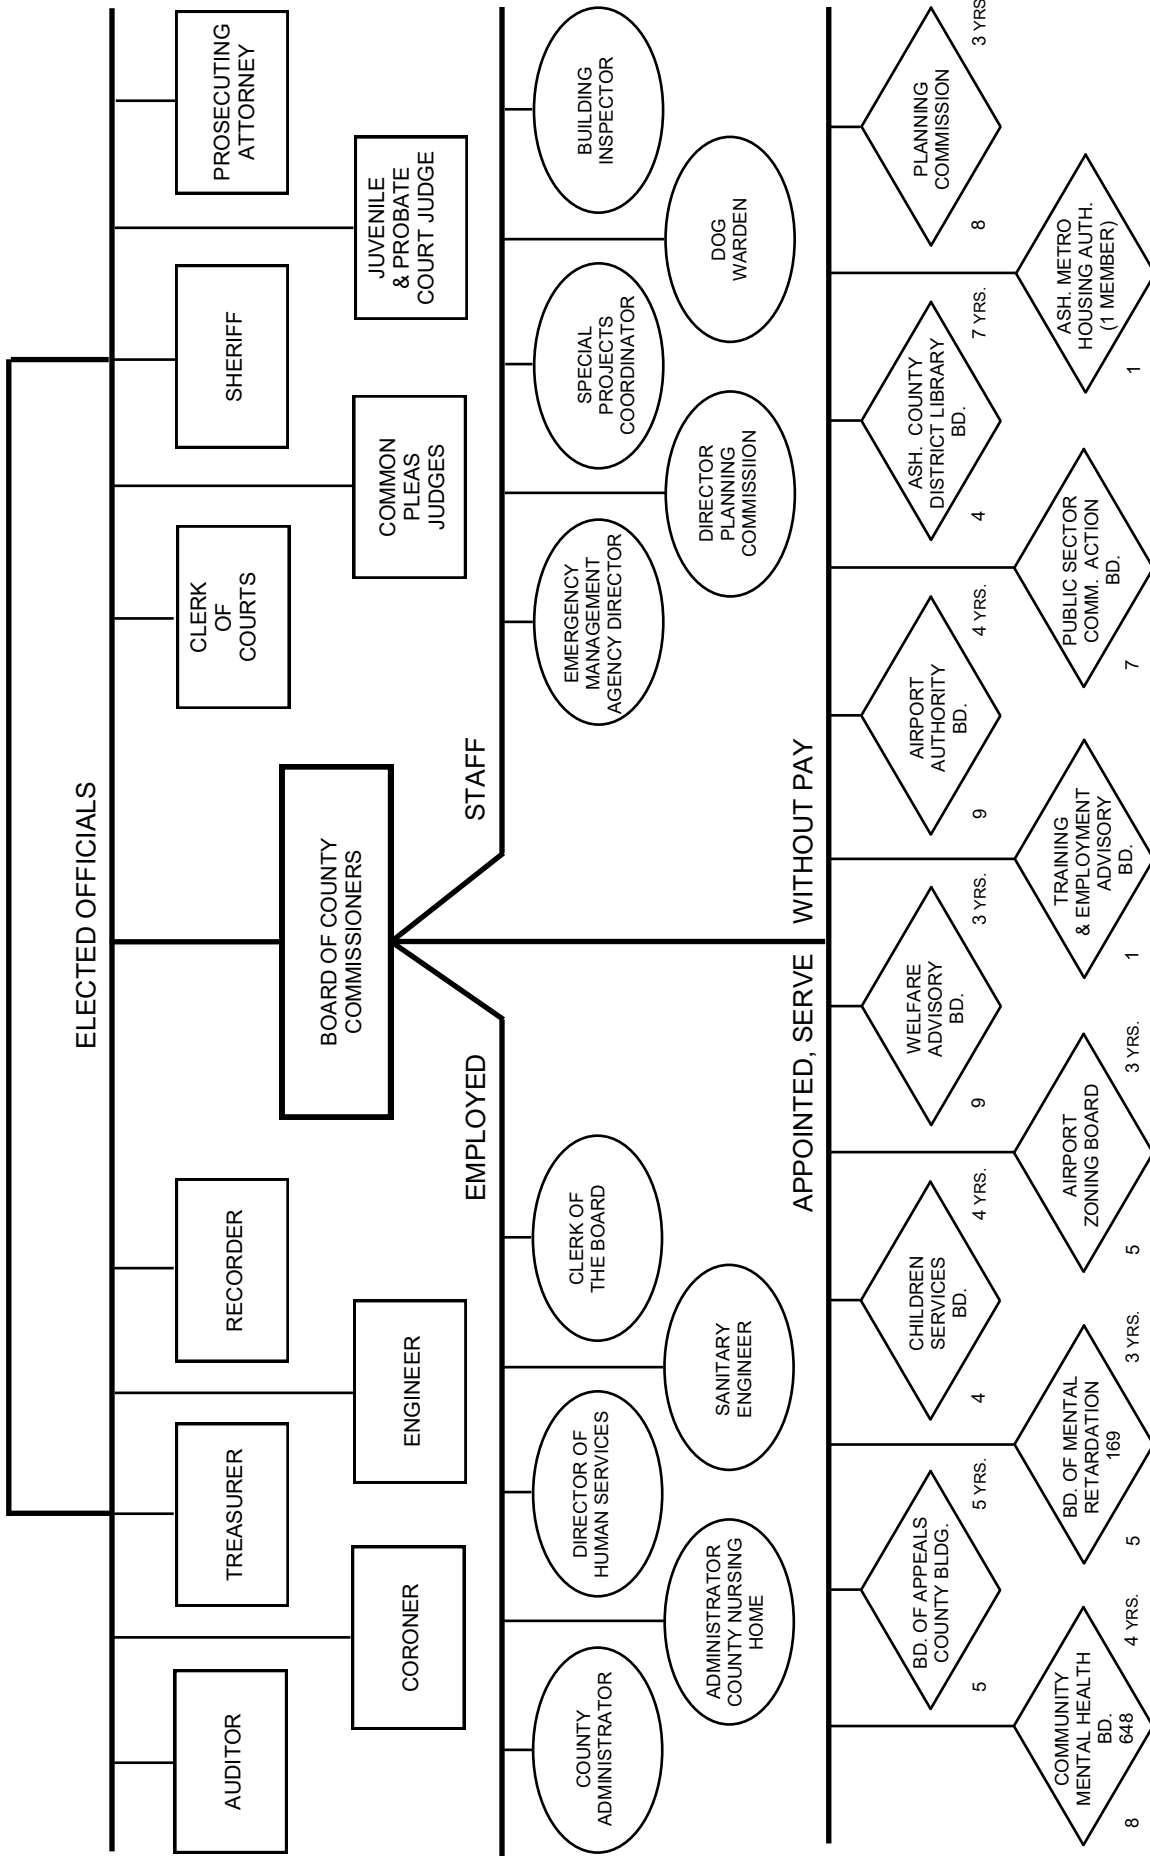 ELECTED OFFICIALS
AUDITOR
TREASURER
RECORDER
CLERK
OF
COURTS
SHERIFF
PROSECUTING
ATTORNEY
CORONER
ENGINEER
BOARD OF COUNTY
COMMISSIONERS
COMMON
PLEAS
JUDGES
JUVENILE
& PROBATE
COURT JUDGE
EMPLOYED
STAFF
COUNTY
ADMINISTRATOR
DIRECTOR OF
HUMAN SERVICES
CLERK OF
THE BOARD
EMERGENCY
MANAGEMENT
AGENCY DIRECTOR
SPECIAL
PROJECTS
COORDINATOR
BUILDING
INSPECTOR
ADMINISTRATOR
COUNTY NURSING
HOME
SANITARY
ENGINEER
DIRECTOR
PLANNING
COMMISSION
DOG
WARDEN
APPOINTED, SERVE WITHOUT PAY
BD. OF APPEALS
COUNTY BLDG.
5
5 YRS.
CHILDREN
SERVICES
BD.
4
4 YRS.
WELFARE
ADVISORY
BD.
9
3 YRS.
AIRPORT
AUTHORITY
BD.
9
4 YRS.
ASH. COUNTY
DISTRICT LIBRARY
BD.
4
7 YRS.
PLANNING
COMMISSION
8
3 YRS
COMMUNITY
MENTAL HEALTH
BD.
648
8
4 YRS.
BD. OF MENTAL
RETARDATION
169
5
3 YRS.
AIRPORT
ZONING BOARD
5
3 YRS.
TRAINING
& EMPLOYMENT
ADVISORY
BD.
1
PUBLIC SECTOR
COMM. ACTION
BD.
7
ASH. METRO
HOUSING AUTH.
(1 MEMBER)
1